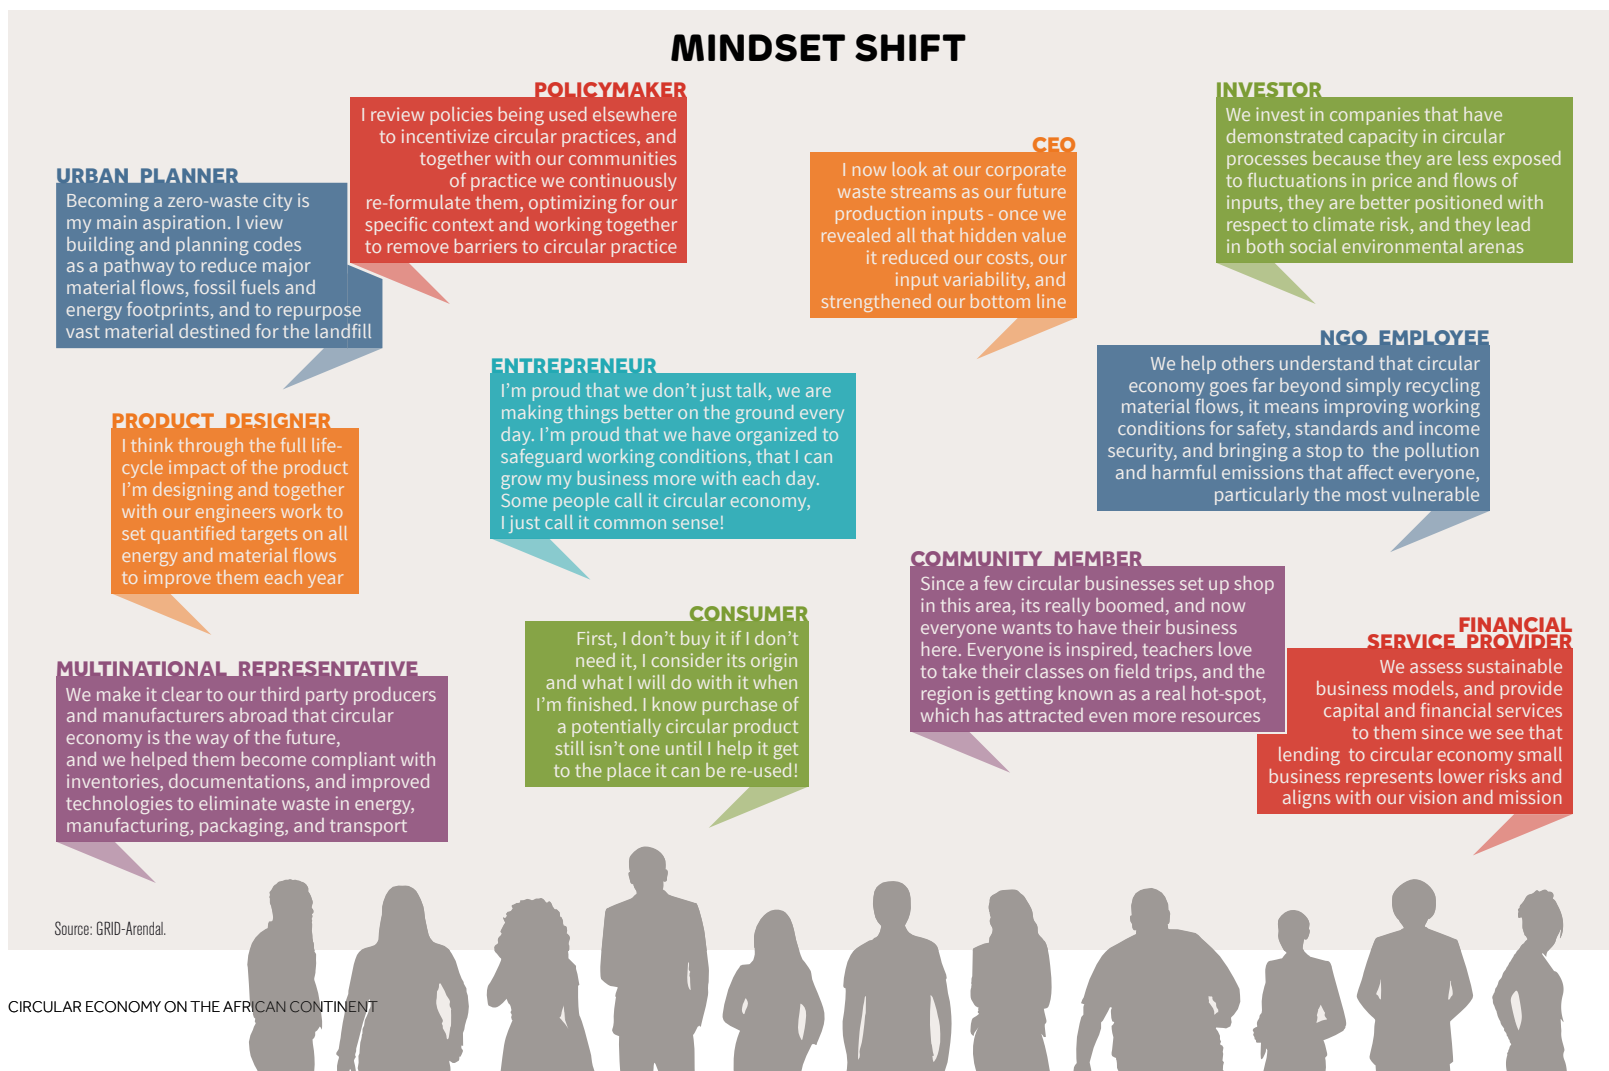 MINDSET SHIFT
POLICYMAKER
I review policies being used elsewhere
to incentivize circular practices, and
together with our communities
of practice we continuously
re-formulate them, optimizing for our
specific context and working together
to remove barriers to circular practice
INVESTOR
We invest in companies that have
demonstrated capacity in circular
processes because they are less exposed
to fluctuations in price and flows of
inputs, they are better positioned with
respect to climate risk, and they lead
in both social environmental arenas
CEO
I now look at our corporate
waste streams as our future
production inputs - once we
revealed all that hidden value
it reduced our costs, our
input variability, and
strengthened our bottom line
URBAN PLANNER
Becoming a zero-waste city is
my main aspiration. I view
building and planning codes
as a pathway to reduce major
material flows, fossil fuels and
energy footprints, and to repurpose
vast material destined for the landfill
NGO EMPLOYEE
We help others understand that circular
economy goes far beyond simply recycling
material flows, it means improving working
conditions for safety, standards and income
security, and bringing a stop to the pollution
and harmful emissions that affect everyone,
particularly the most vulnerable
ENTREPRENEUR
I'm proud that we don't just talk, we are
making things better on the ground every
day. I'm proud that we have organized to
safeguard working conditions, that I can
grow my business more with each day.
Some people call it circular economy,
I just call it common sense!
PRODUCT DESIGNER
I think through the full life-
cycle impact of the product
I'm designing and together
with our engineers work to
set quantified targets on all
energy and material flows
to improve them each year
COMMUNITY MEMBER
Since a few circular businesses set up shop
in this area, its really boomed, and now
everyone wants to have their business
here. Everyone is inspired, teachers love
to take their classes on field trips, and the
region is getting known as a real hot-spot,
which has attracted even more resources
CONSUMER
First, I don't buy it if I don't
need it, I consider its origin
and what I will do with it when
I'm finished. I know purchase of
a potentially circular product
still isn't one until I help it get
to the place it can be re-used!
FINANCIAL
SERVICE PROVIDER
We assess sustainable
business models, and provide
capital and financial services
to them since we see that
lending to circular economy small
business represents lower risks and
aligns with our vision and mission
MULTINATIONAL REPRESENTATIVE
We make it clear to our third party producers
and manufacturers abroad that circular
economy is the way of the future,
and we helped them become compliant with
inventories, documentations, and improved
technologies to eliminate waste in energy,
manufacturing, packaging, and transport
Source: GRID-Arendal.
CIRCULAR ECONOMY ON THE AFRICAN CONTINENT